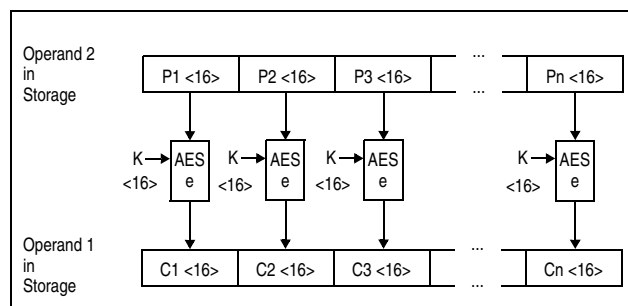 Operand 2
in
Storage
P1 <16> P2 <16> P3 <16> ... ... Pn <16>
K AES e K AES e K AES e K AES e
<16> <16> <16> <16>
Operand 1
in
Storage
C1 <16> C2 <16> C3 <16> ... ... Cn <16>